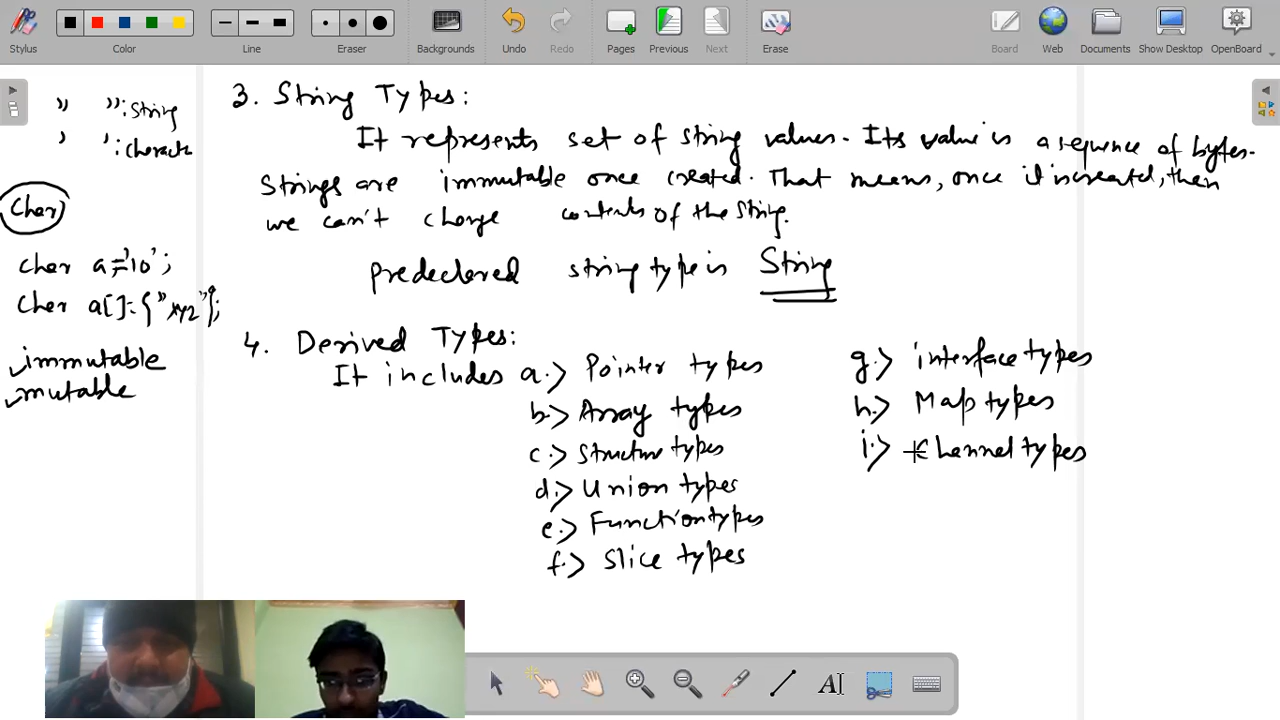 Stylus
Color
Line
Eraser
Backgrounds
Undo
Redo
Pages
Previous
Next
Erase
Board
Web
Documents
Show Desktop
OpenBoard
" ": String
' ': characte
Char
char a='10';
Char a[]={"xyz"};
immutable
mutable
3. String Types:
It represents set of string values. Its value is a sequence of bytes.
Strings are immutable once created. That means, once it is created, then
we can't change contents of the string.
predeclared string type is String
4. Derived Types:
It includes a.> Pointer types
b.> Array types
c.> Structur types
d.> Union types
e.> Function types
f.> Slice types
g.> interface types
h.> Map types
i.> Channel types